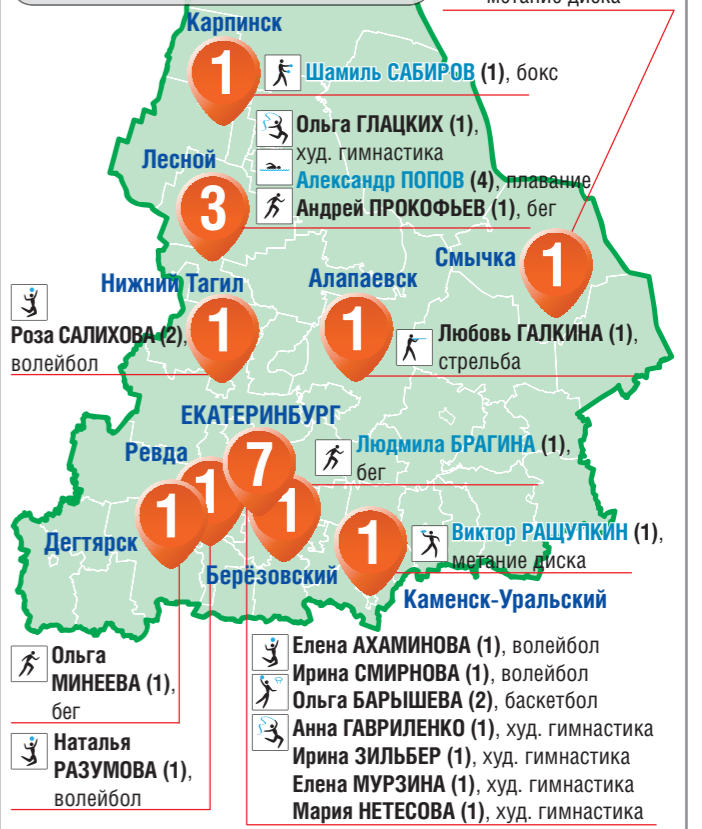 метание диска
Карпинск
1
Шамиль САБИРОВ (1), бокс
Ольга ГЛАЦКИХ (1),
худ. гимнастика
Лесной
3
Александр ПОПОВ (4), плавание
Андрей ПРОКОФЬЕВ (1), бег
Смычка
1
Нижний Тагил
1
Роза САЛИХОВА (2),
волейбол
Алапаевск
1
Любовь ГАЛКИНА (1),
стрельба
ЕКАТЕРИНБУРГ
7
Людмила БРАГИНА (1),
бег
Ревда
1
Дегтярск
1
Берёзовский
1
Виктор РАЩУПКИН (1),
метание диска
1
Каменск-Уральский
Ольга
МИНЕЕВА (1),
бег
Наталья
РАЗУМОВА (1),
волейбол
Елена АХАМИНОВА (1), волейбол
Ирина СМИРНОВА (1), волейбол
Ольга БАРЫШЕВА (2), баскетбол
Анна ГАВРИЛЕНКО (1), худ. гимнастика
Ирина ЗИЛЬБЕР (1), худ. гимнастика
Елена МУРЗИНА (1), худ. гимнастика
Мария НЕТЕСОВА (1), худ. гимнастика